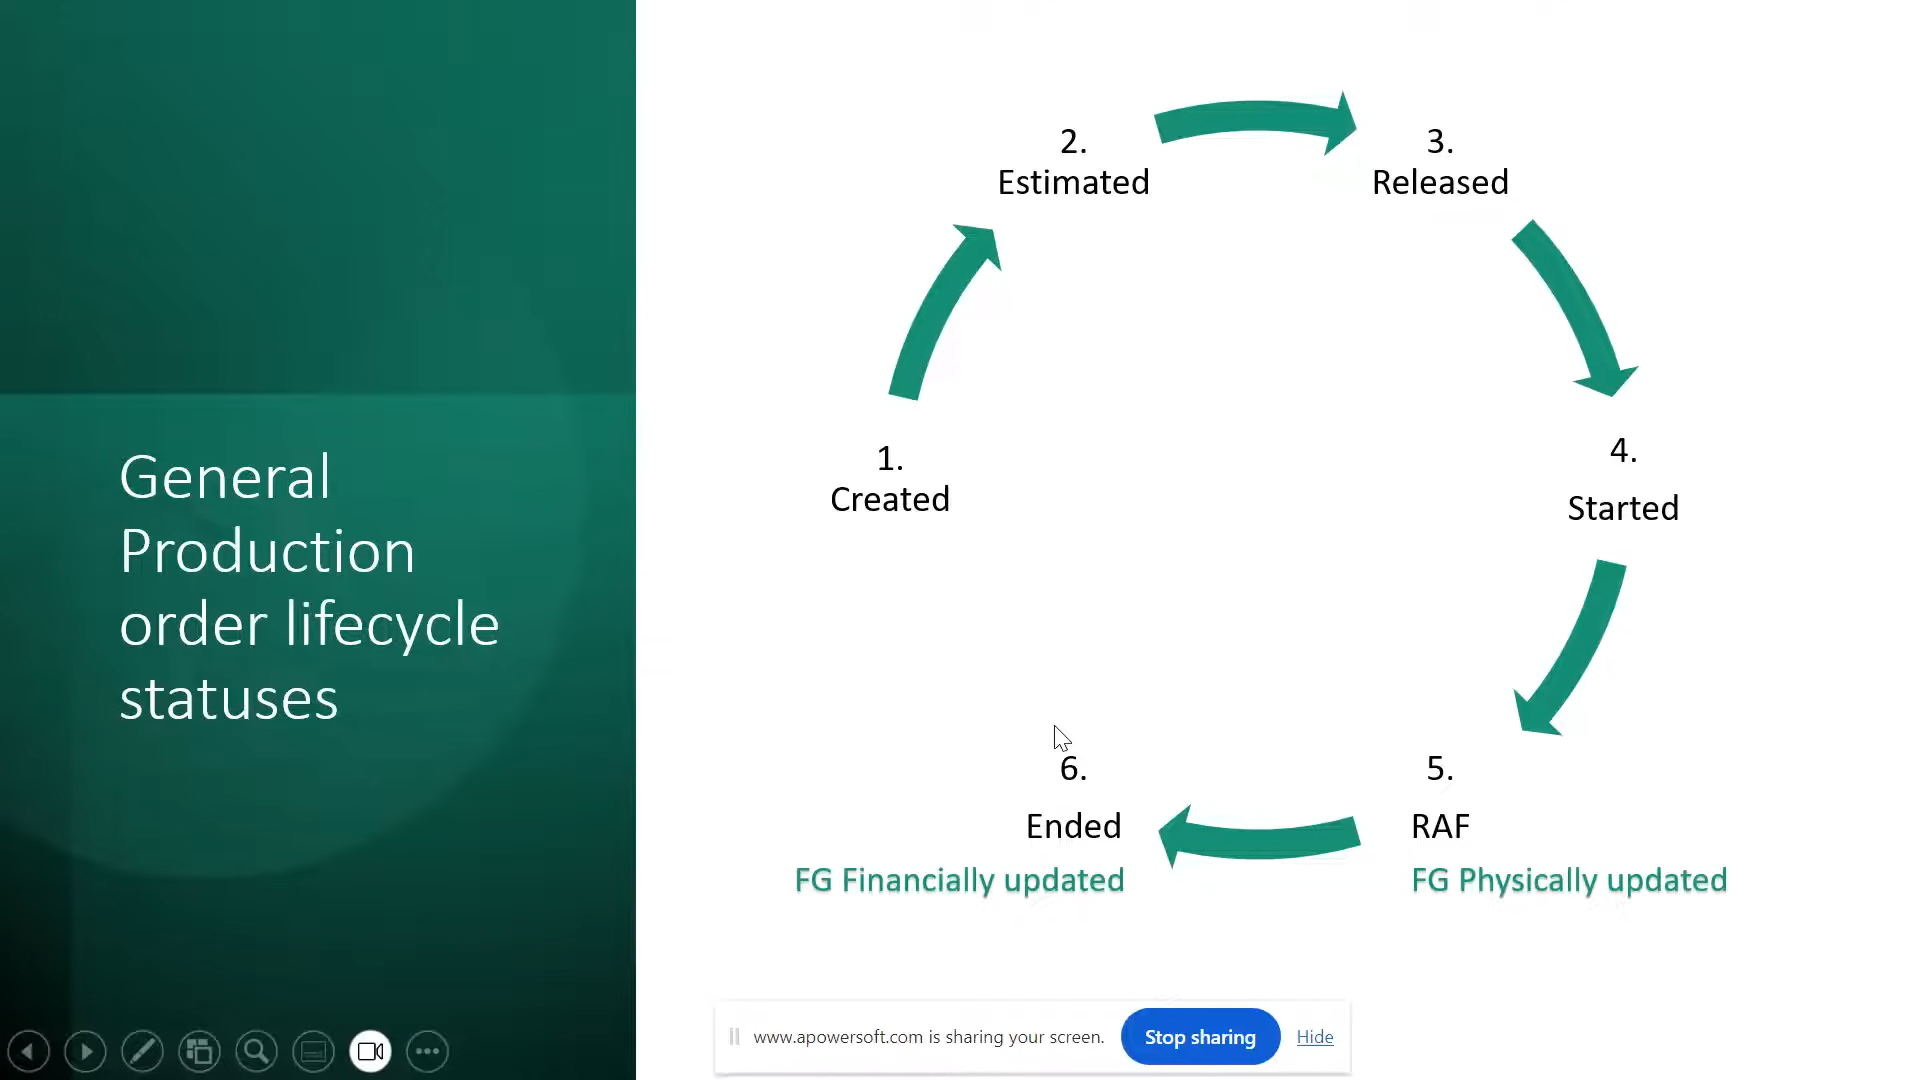 General
Production
order lifecycle
statuses
1.
Created
2.
Estimated
3.
Released
4.
Started
5.
RAF
FG Physically updated
6.
Ended
FG Financially updated
www.apowersoft.com is sharing your screen.
Stop sharing
Hide